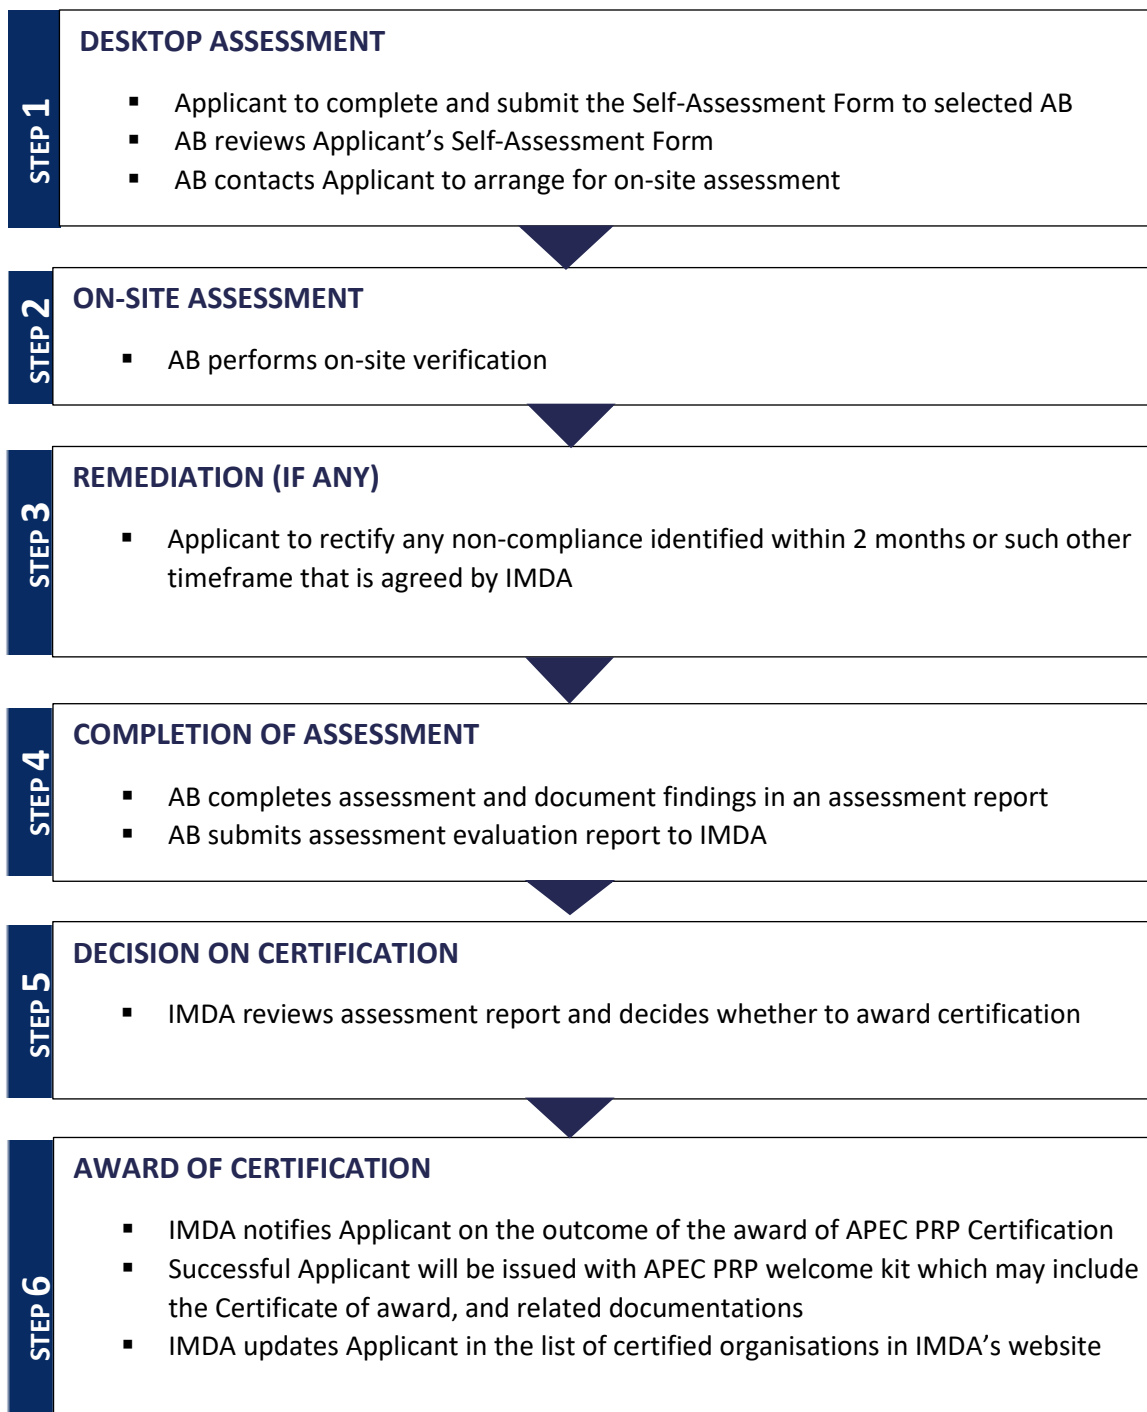 STEP 1
DESKTOP ASSESSMENT
▪ Applicant to complete and submit the Self-Assessment Form to selected AB
▪ AB reviews Applicant’s Self-Assessment Form
▪ AB contacts Applicant to arrange for on-site assessment
STEP 2
ON-SITE ASSESSMENT
▪ AB performs on-site verification
STEP 3
REMEDIATION (IF ANY)
▪ Applicant to rectify any non-compliance identified within 2 months or such other
timeframe that is agreed by IMDA
STEP 4
COMPLETION OF ASSESSMENT
▪ AB completes assessment and document findings in an assessment report
▪ AB submits assessment evaluation report to IMDA
STEP 5
DECISION ON CERTIFICATION
▪ IMDA reviews assessment report and decides whether to award certification
STEP 6
AWARD OF CERTIFICATION
▪ IMDA notifies Applicant on the outcome of the award of APEC PRP Certification
▪ Successful Applicant will be issued with APEC PRP welcome kit which may include
the Certificate of award, and related documentations
▪ IMDA updates Applicant in the list of certified organisations in IMDA’s website